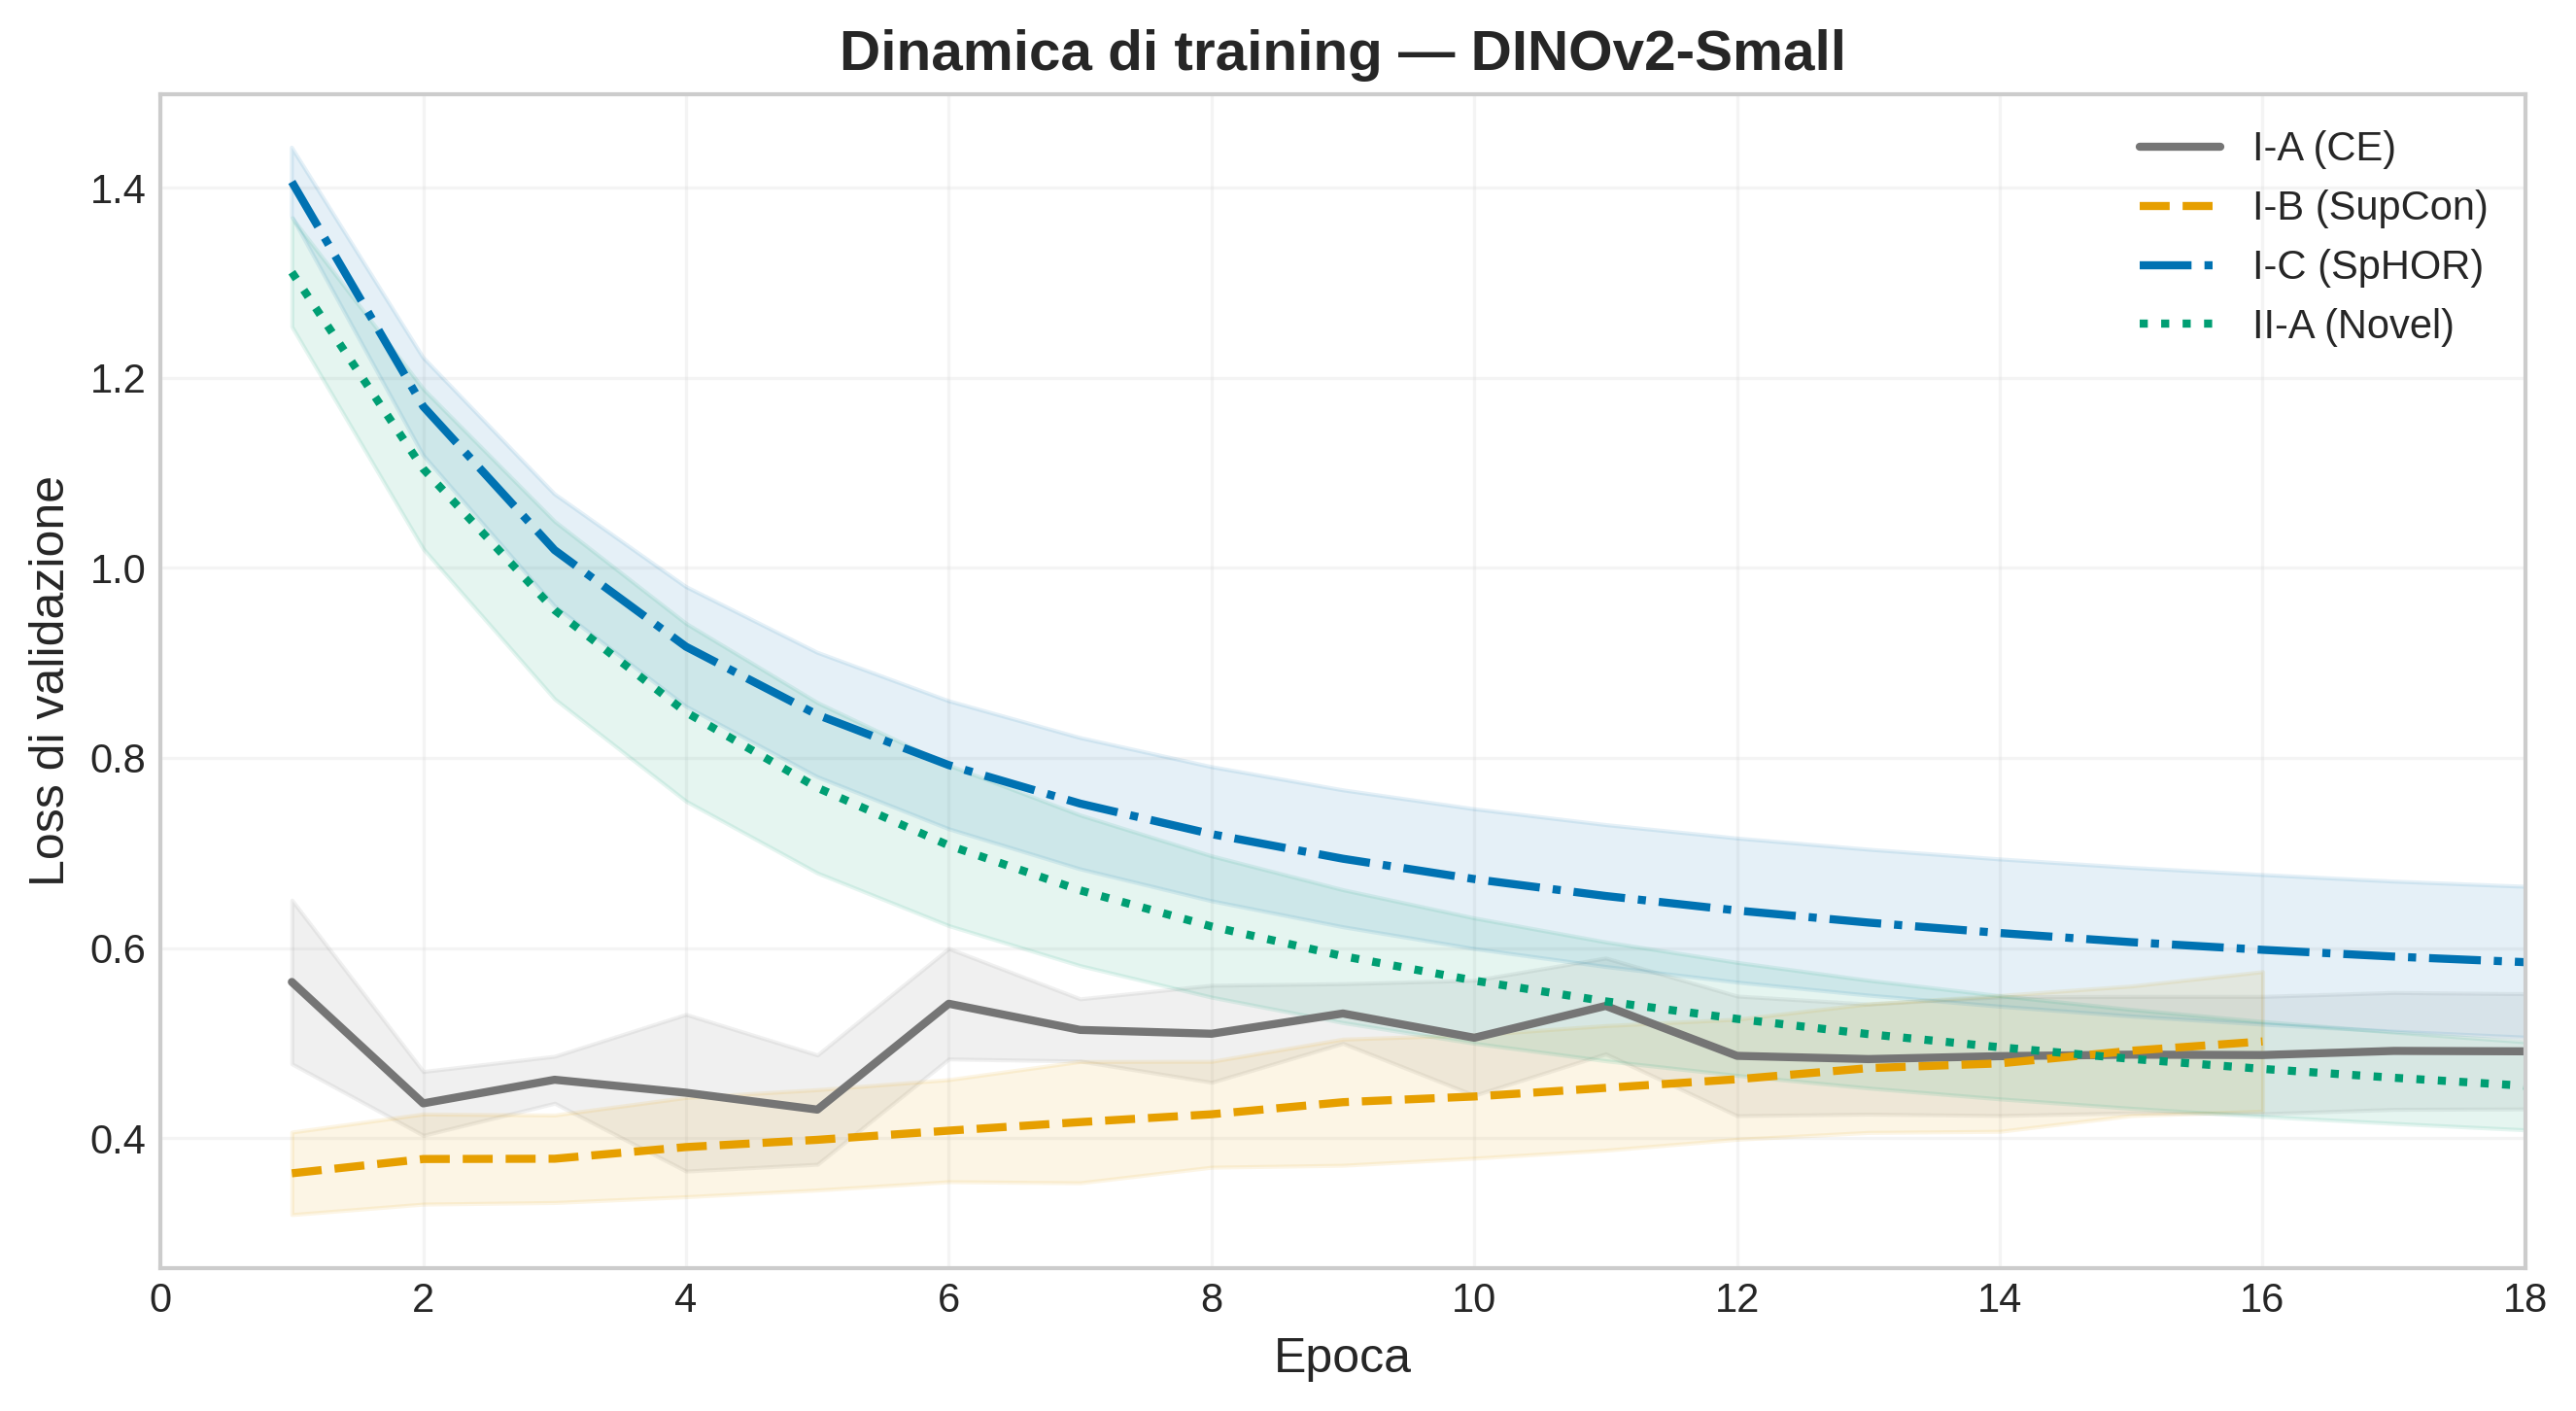 Dinamica di training — DINOv2-Small
I-A (CE)
I-B (SupCon)
I-C (SpHOR)
II-A (Novel)
Loss di validazione
1.4
1.2
1.0
0.8
0.6
0.4
0 2 4 6 8 10 12 14 16 18
Epoca